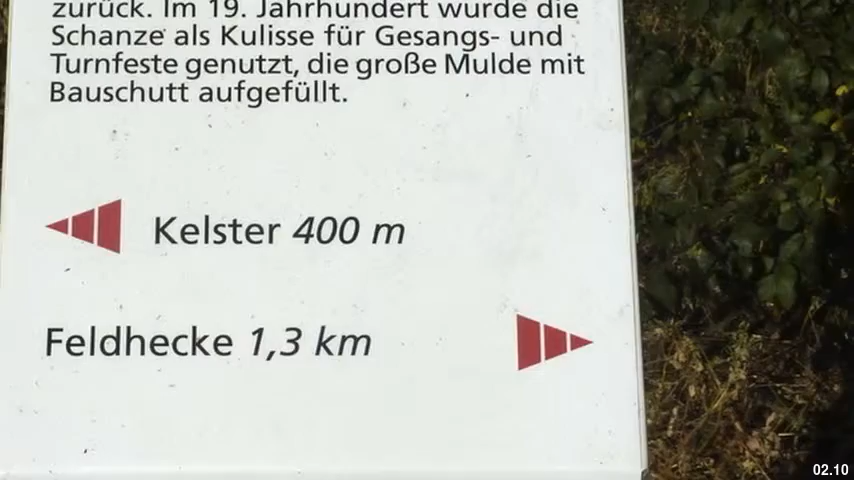 zurück. Im 19. Jahrhundert wurde die
Schanze als Kulisse für Gesangs- und
Turnfeste genutzt, die große Mulde mit
Bauschutt aufgefüllt.
Kelster 400 m
Feldhecke 1,3 km
02.10